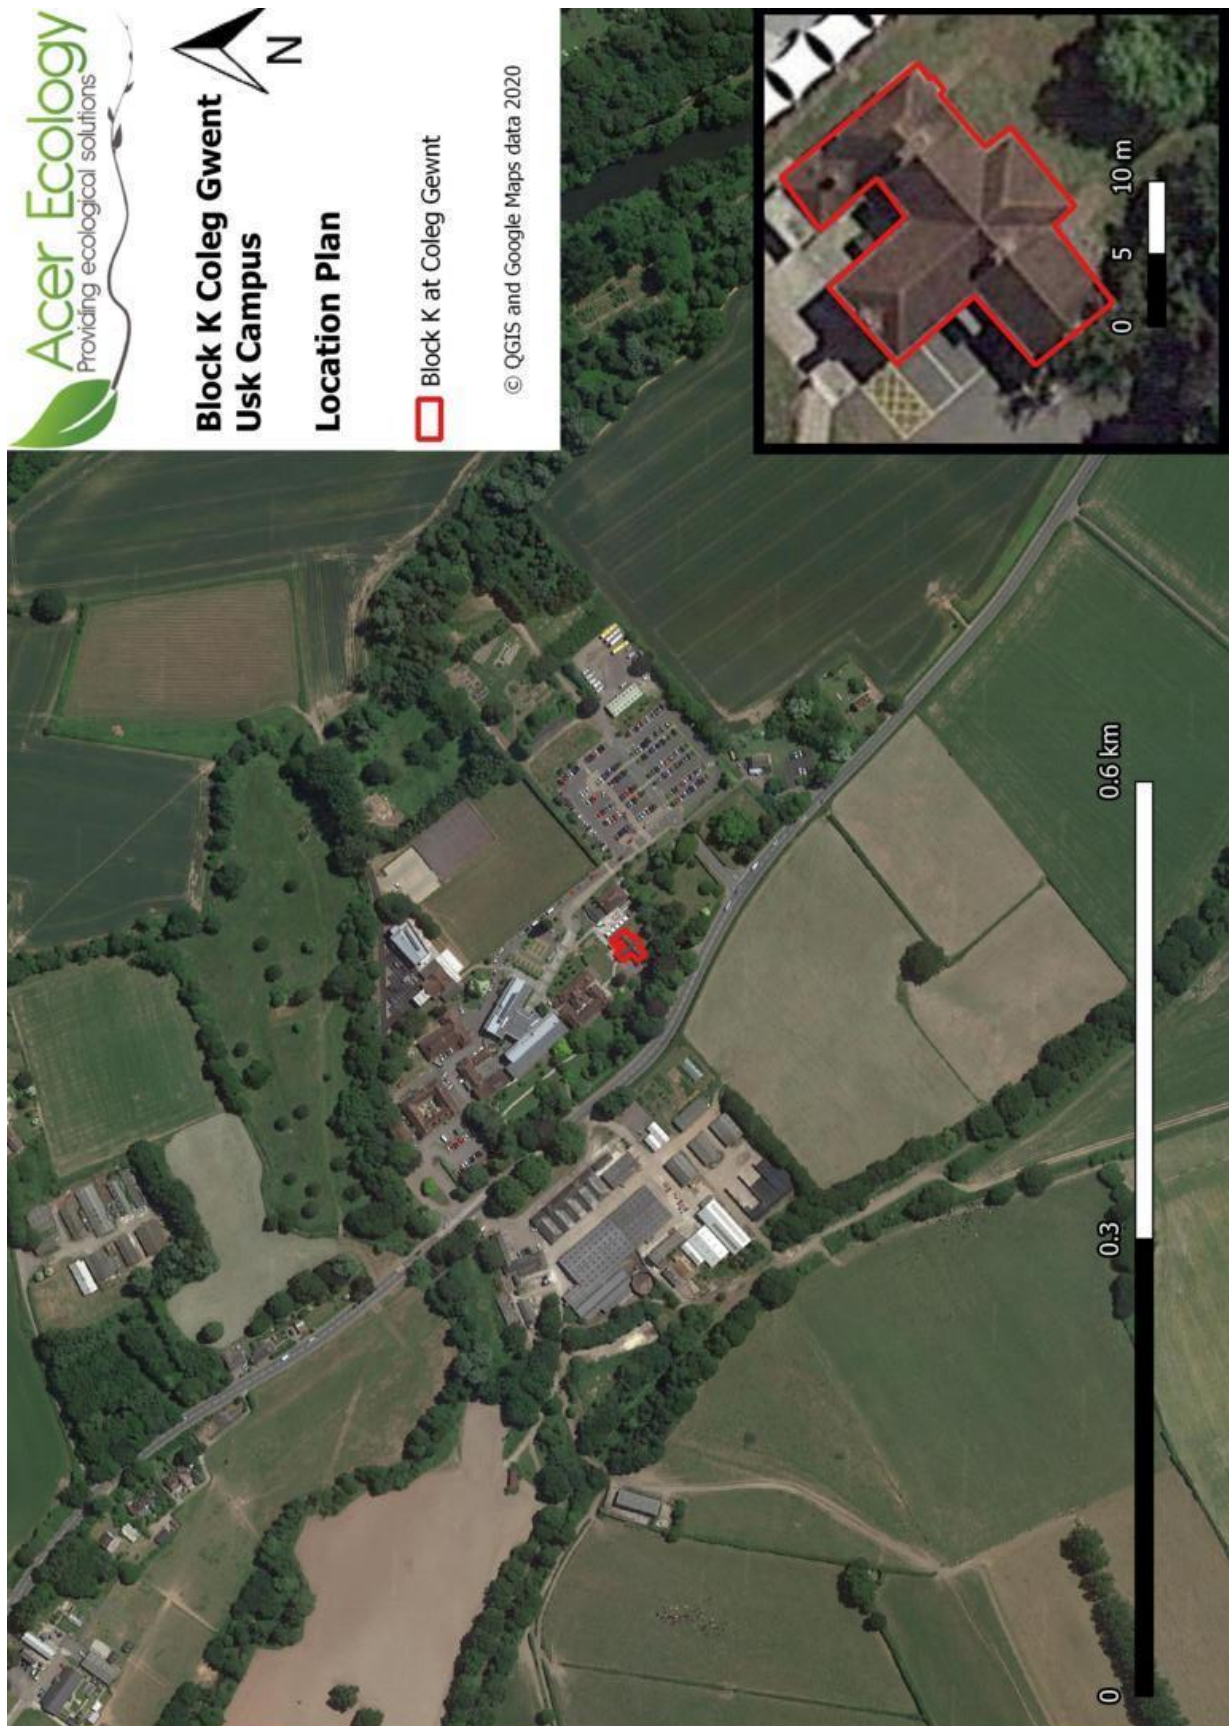 Acer Ecology
Providing ecological solutions
N
Block K Coleg Gwent
Usk Campus
Location Plan
Block K at Coleg Gewnt
© QGIS and Google Maps data 2020
0 5 10 m
0 0.3 0.6 km